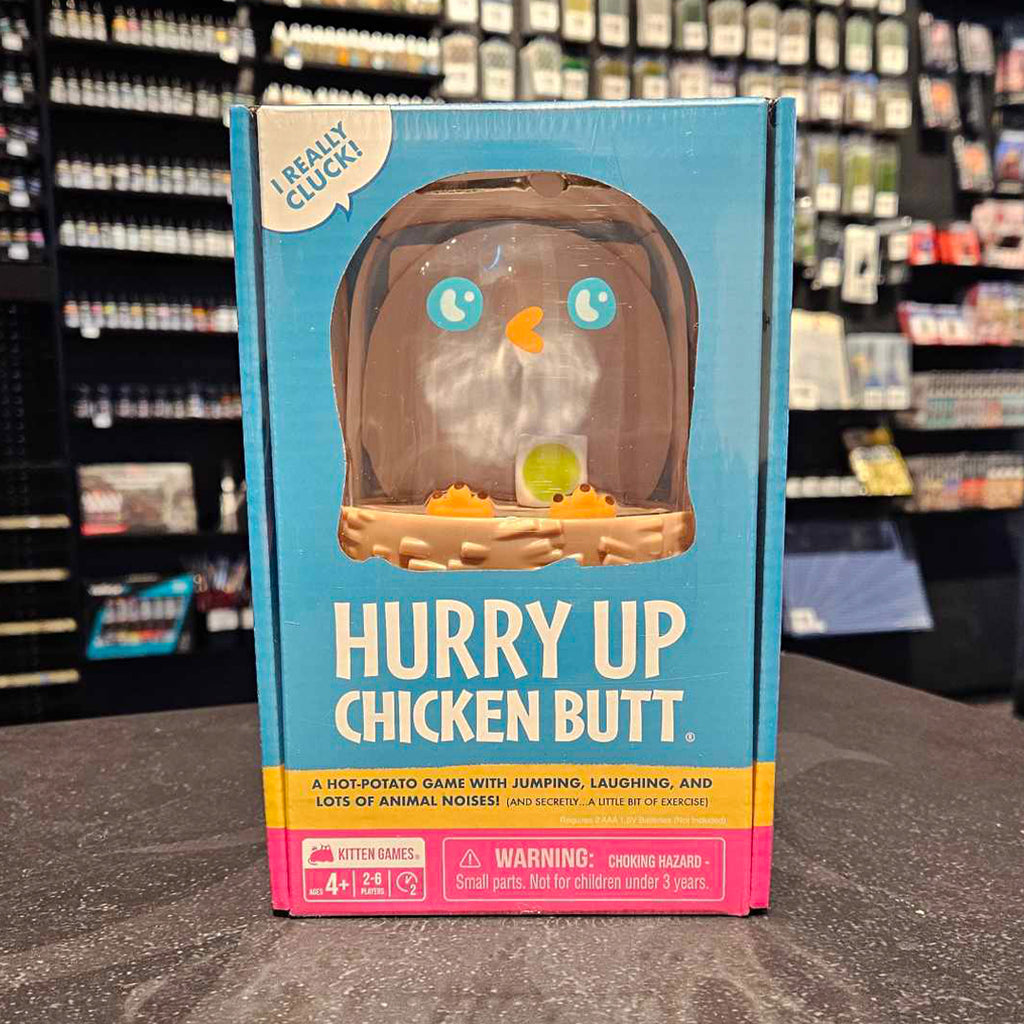 I REALLY
CLUCK!
HURRY UP
CHICKEN BUTT®
A HOT-POTATO GAME WITH JUMPING, LAUGHING, AND
LOTS OF ANIMAL NOISES! (AND SECRETLY...A LITTLE BIT OF EXERCISE)
Requires 2 AAA 1.5V Batteries (Not Included)
KITTEN GAMES®
AGES 4+ 2-6 PLAYERS 2
WARNING: CHOKING HAZARD -
Small parts. Not for children under 3 years.